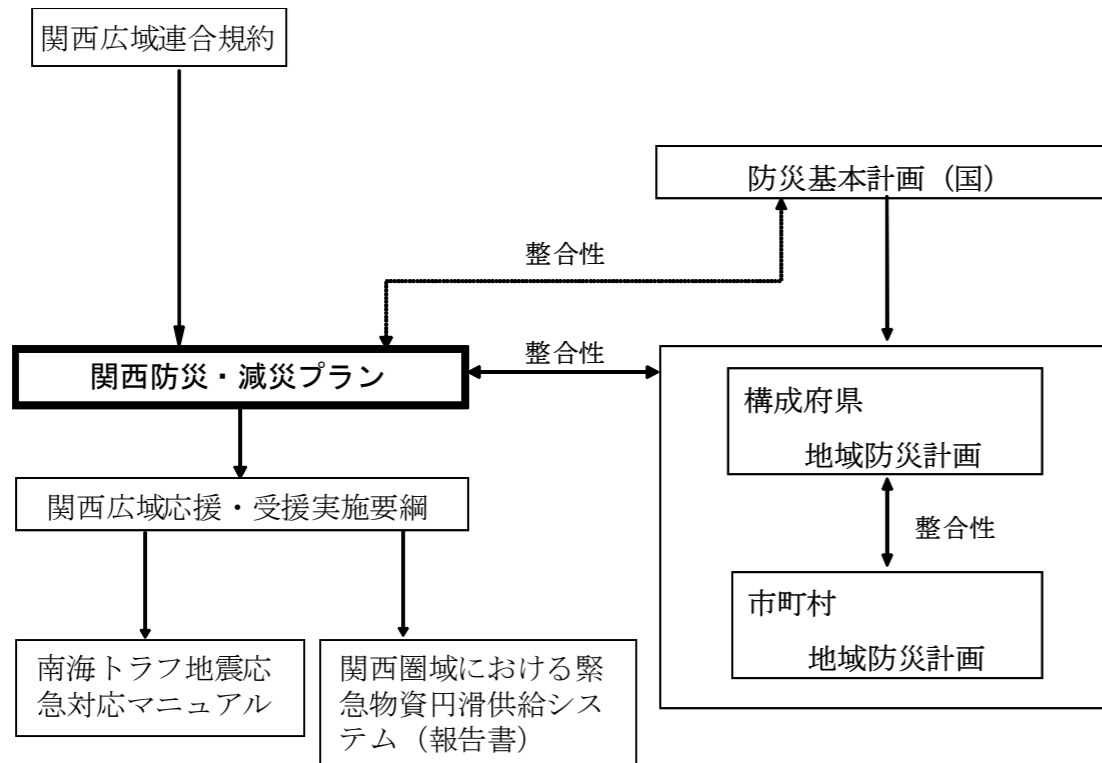 関西広域連合規約
防災基本計画（国）
整合性
関西防災・減災プラン
整合性
構成府県
地域防災計画
関西広域応援・受援実施要綱
整合性
市町村
地域防災計画
南海トラフ地震応
急対応マニュアル
関西圏域における緊
急物資円滑供給シス
テム（報告書）